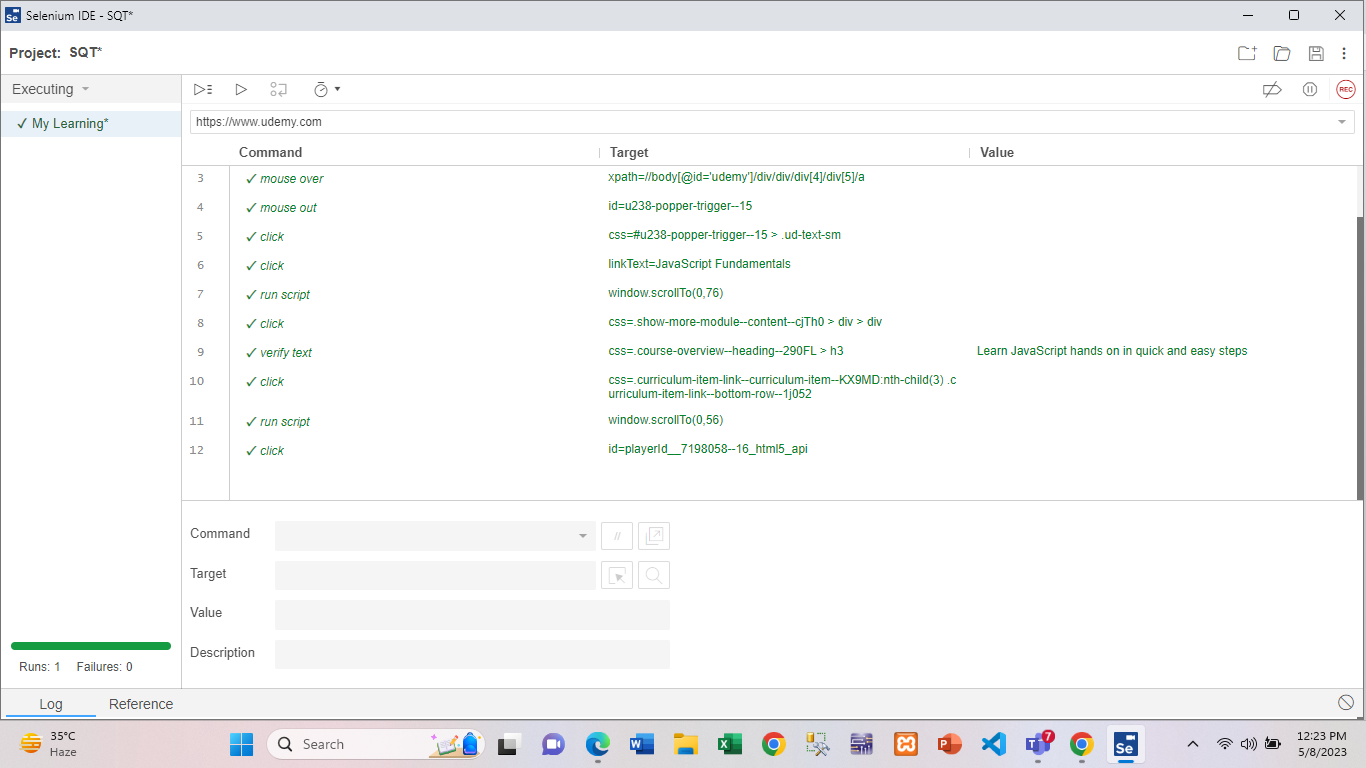 Selenium IDE - SQT*
Project: SQT*
Executing
REC
✓ My Learning*
https://www.udemy.com
Command Target Value
3 ✓ mouse over xpath=//body[@id='udemy']/div/div/div[4]/div[5]/a
4 ✓ mouse out id=u238-popper-trigger--15
5 ✓ click css=#u238-popper-trigger--15 > .ud-text-sm
6 ✓ click linkText=JavaScript Fundamentals
7 ✓ run script window.scrollTo(0,76)
8 ✓ click css=.show-more-module--content--cjTh0 > div > div
9 ✓ verify text css=.course-overview--heading--290FL > h3 Learn JavaScript hands on in quick and easy steps
10 ✓ click css=.curriculum-item-link--curriculum-item--KX9MD:nth-child(3) .c
urriculum-item-link--bottom-row--1j052
11 ✓ run script window.scrollTo(0,56)
12 ✓ click id=playerId__7198058--16_html5_api
Command //
Target
Value
Description
Runs: 1 Failures: 0
Log Reference
35°C
Haze
Search
7
Se
12:23 PM
5/8/2023